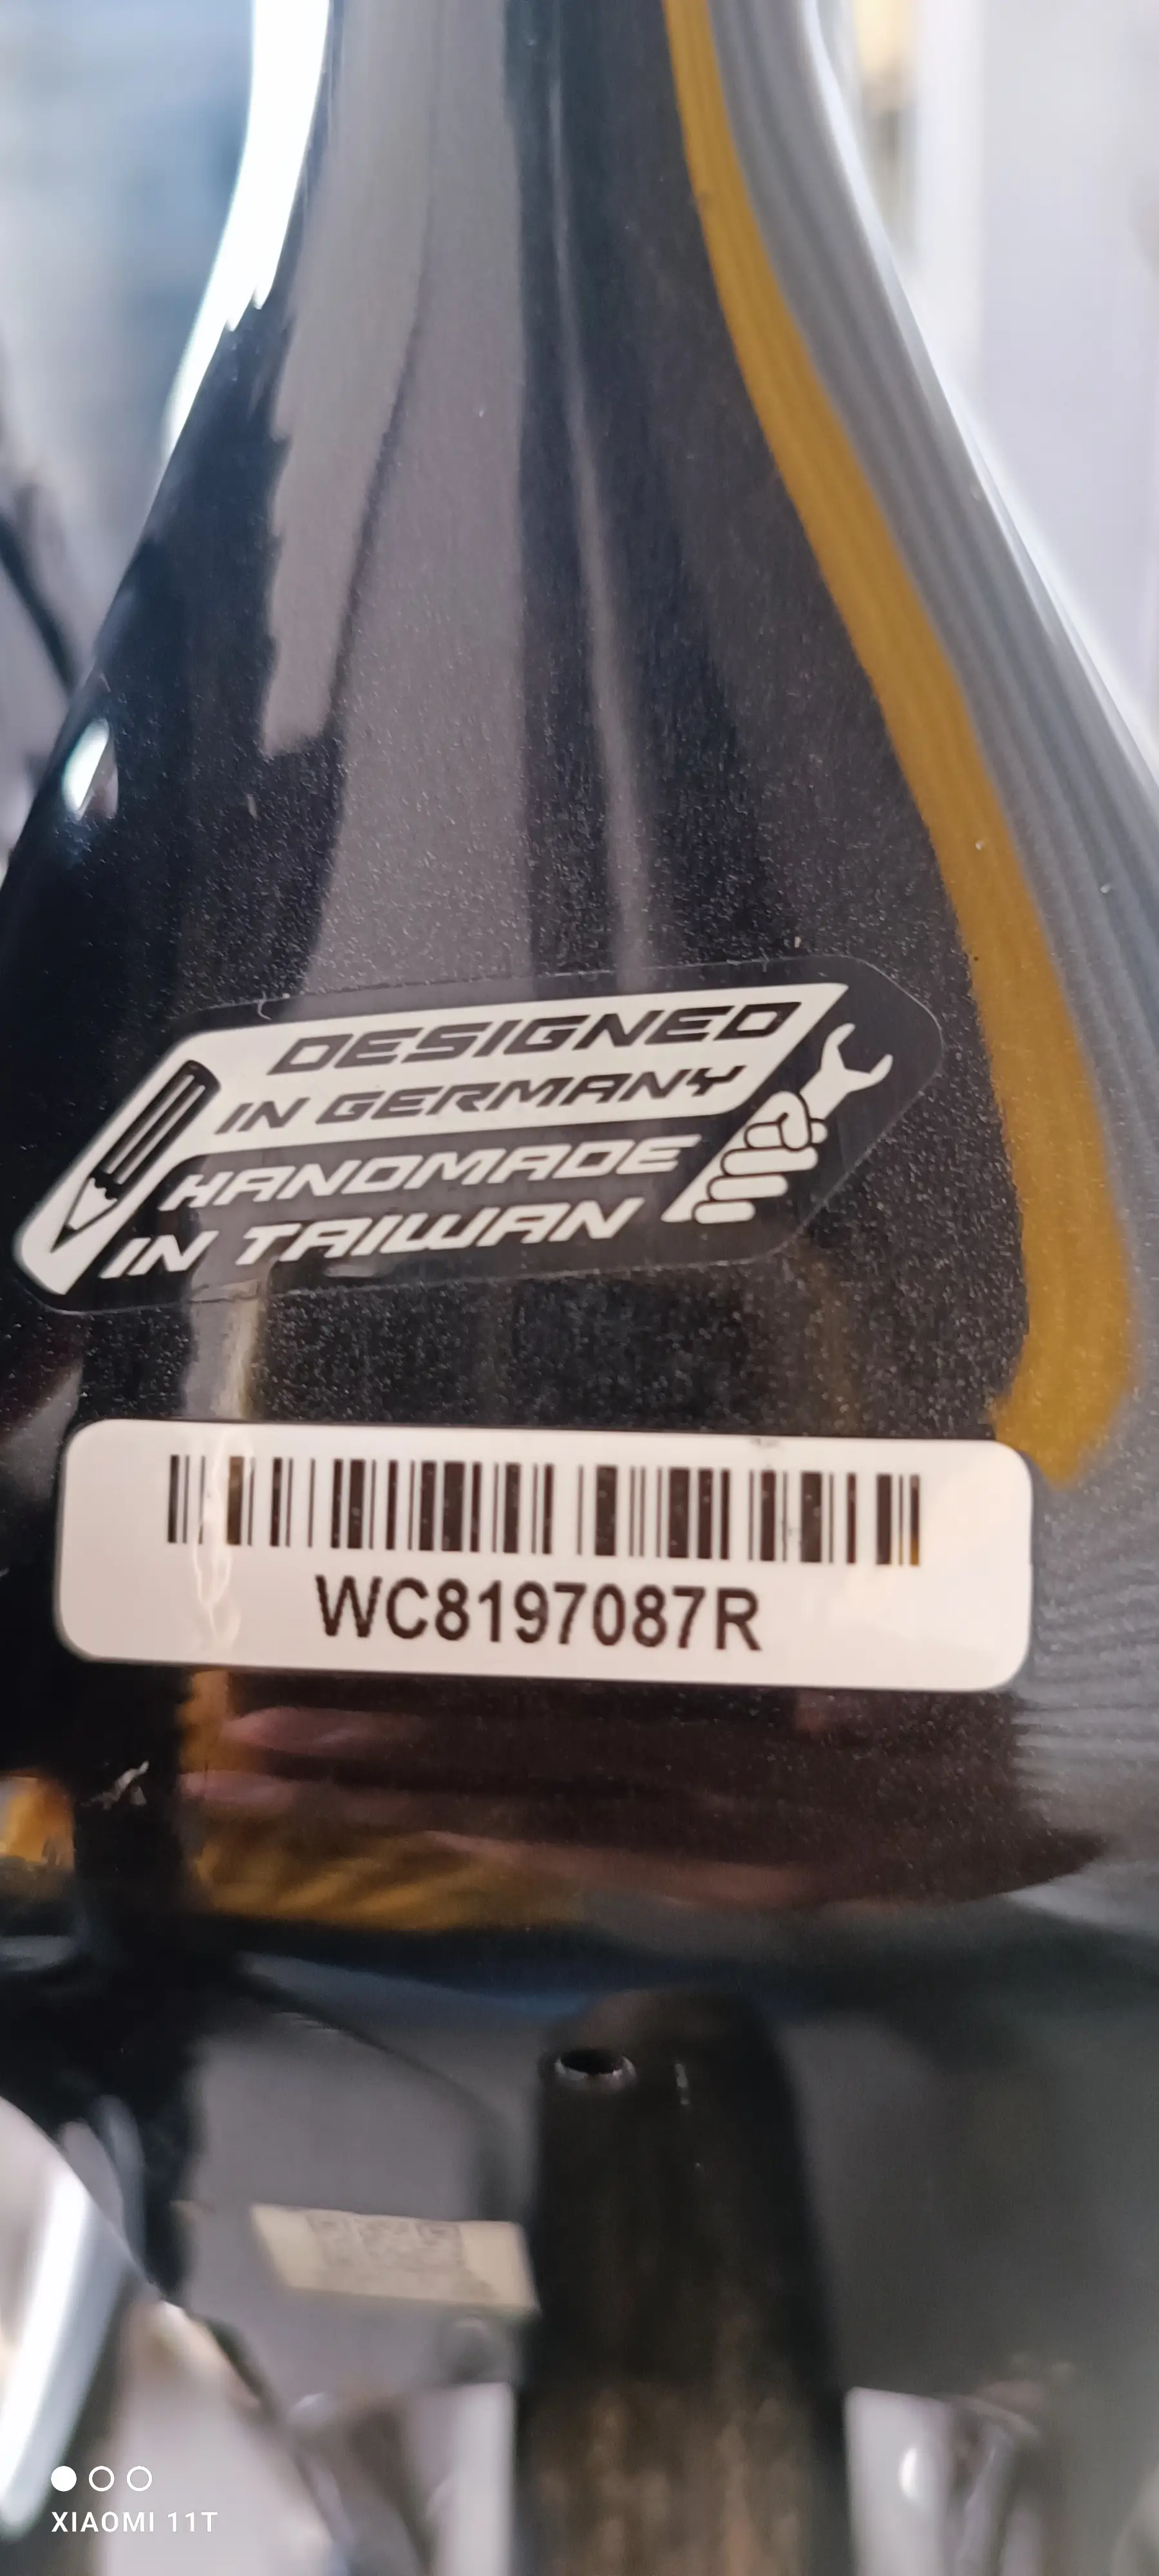 DESIGNED
IN GERMANY
HANDMADE
IN TAIWAN
WC8197087R
XIAOMI 11T